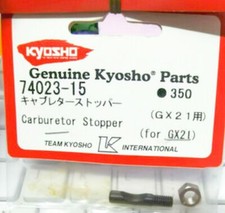 KYOSHO
Genuine Kyosho® Parts
74023-15 ●350
キャブレターストッパー (GX21用)
Carburetor Stopper (for GX21)
TEAM KYOSHO K INTERNATIONAL